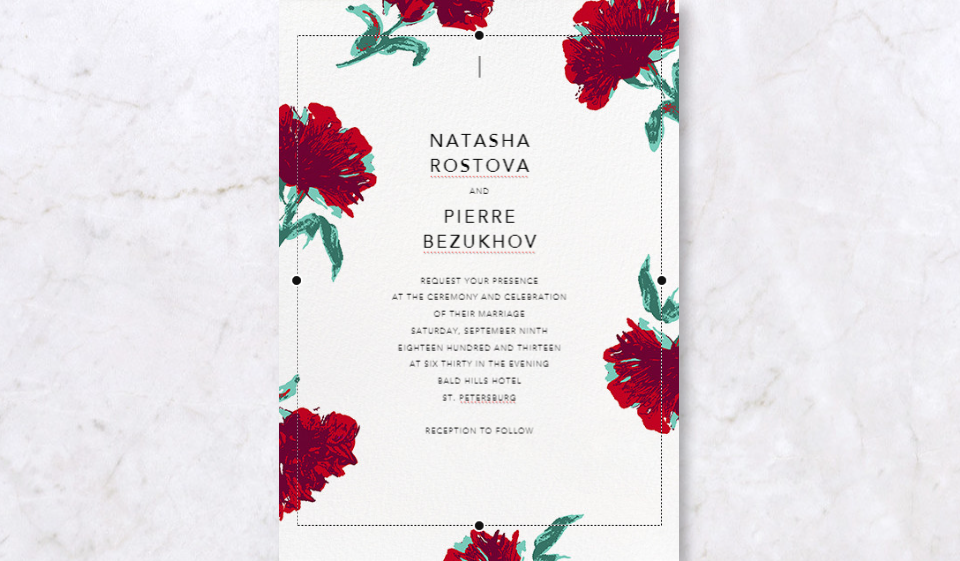 NATASHA
ROSTOVA
AND
PIERRE
BEZUKHOV
REQUEST YOUR PRESENCE
AT THE CEREMONY AND CELEBRATION
OF THEIR MARRIAGE
SATURDAY, SEPTEMBER NINTH
EIGHTEEN HUNDRED AND THIRTEEN
AT SIX THIRTY IN THE EVENING
BALD HILLS HOTEL
ST. PETERSBURG
RECEPTION TO FOLLOW